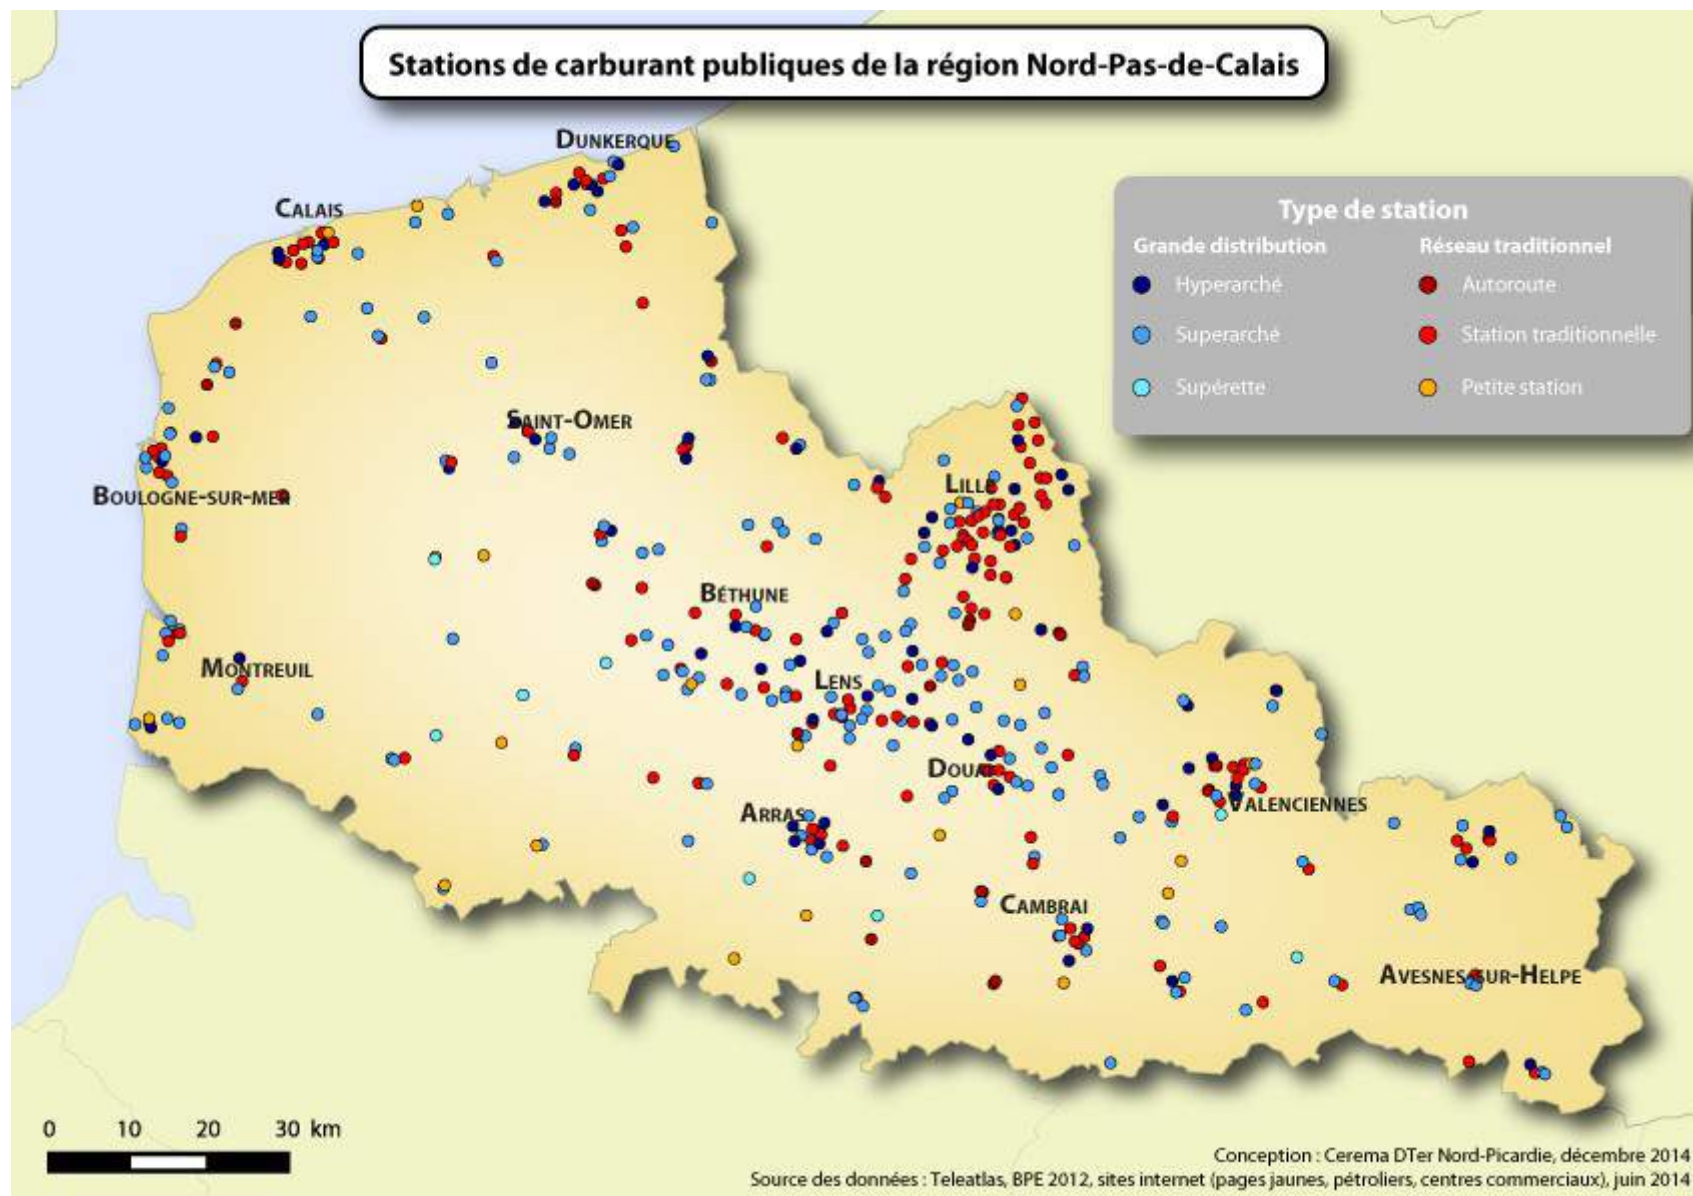 Stations de carburant publiques de la région Nord-Pas-de-Calais
Dunkerque
Calais
Type de station
Grande distribution
Réseau traditionnel
Hyperarché
Autoroute
Superarché
Station traditionnelle
Supérette
Petite station
Saint-Omer
Lille
Boulogne-sur-mer
Béthune
Montreuil
Lens
Douai
Valenciennes
Arras
Cambrai
Avesnes-sur-Helpe
0 10 20 30 km
Conception : Cerema DTer Nord-Picardie, décembre 2014
Source des données : Teleatlas, BPE 2012, sites internet (pages jaunes, pétroliers, centres commerciaux), juin 2014